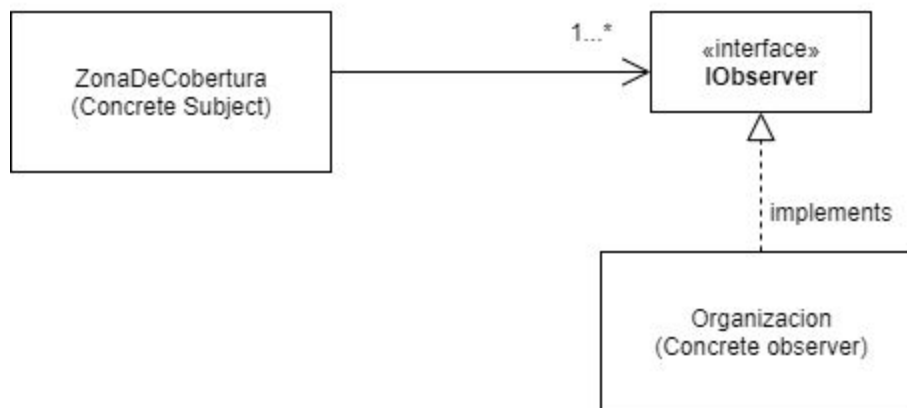 1...*
«interface»
IObserver
ZonaDeCobertura
(Concrete Subject)
implements
Organizacion
(Concrete observer)